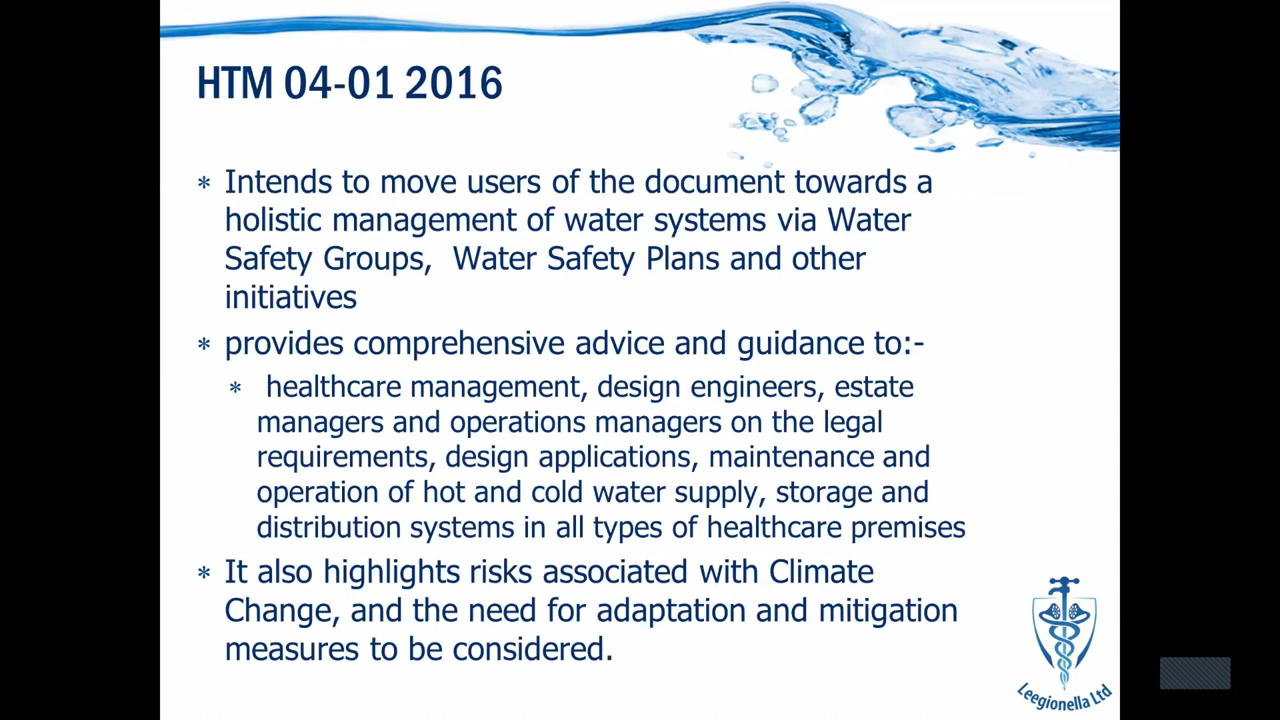 HTM 04-01 2016
* Intends to move users of the document towards a
holistic management of water systems via Water
Safety Groups,  Water Safety Plans and other
initiatives
* provides comprehensive advice and guidance to:-
*  healthcare management, design engineers, estate
managers and operations managers on the legal
requirements, design applications, maintenance and
operation of hot and cold water supply, storage and
distribution systems in all types of healthcare premises
* It also highlights risks associated with Climate
Change, and the need for adaptation and mitigation
measures to be considered.
Leegionella Ltd